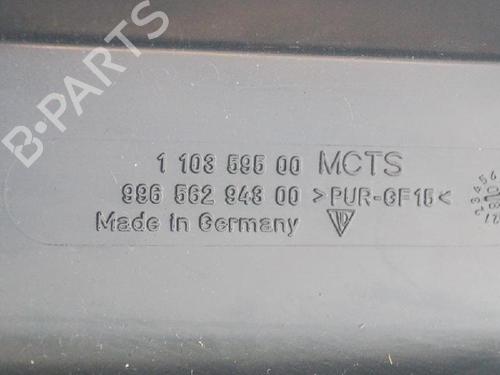 B-PARTS
1 103 595 00 MCTS
996 562 943 00 >PUR-GF15<
Made in Germany